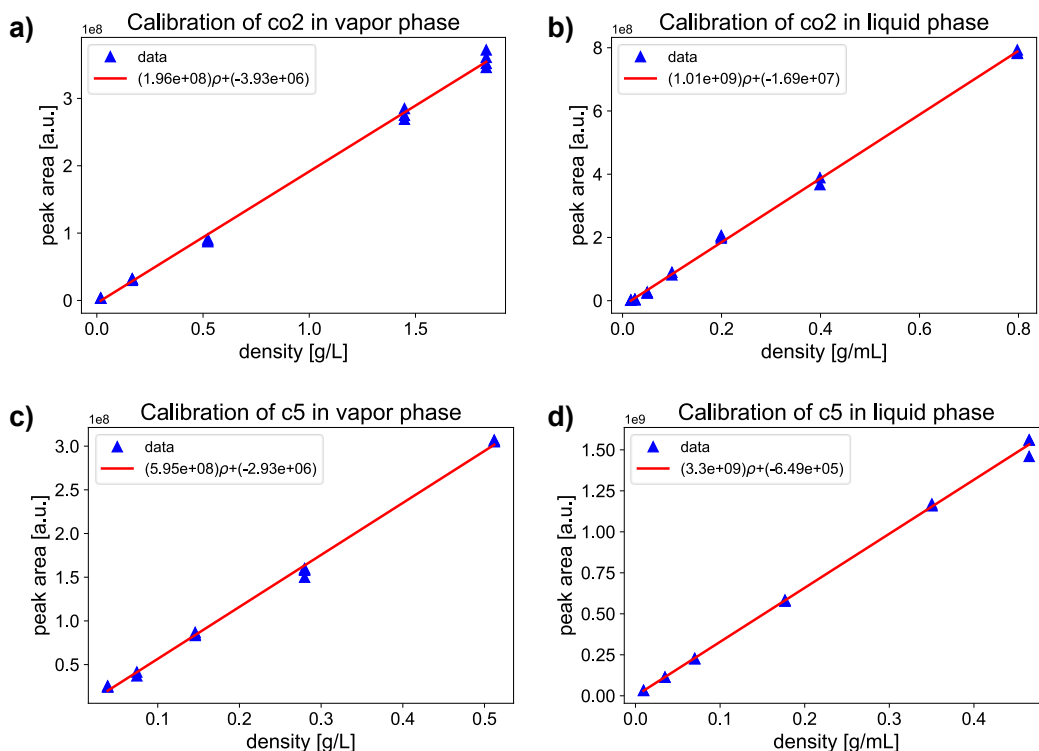 a)
Calibration of co2 in vapor phase
1e8
data
(1.96e+08)ρ+(-3.93e+06)
peak area [a.u.]
3
2
1
0
0.0 0.5 1.0 1.5
density [g/L]
b)
Calibration of co2 in liquid phase
1e8
data
(1.01e+09)ρ+(-1.69e+07)
peak area [a.u.]
8
6
4
2
0
0.0 0.2 0.4 0.6 0.8
density [g/mL]
c)
Calibration of c5 in vapor phase
1e8
data
(5.95e+08)ρ+(-2.93e+06)
peak area [a.u.]
3.0
2.5
2.0
1.5
1.0
0.5
0.1 0.2 0.3 0.4 0.5
density [g/L]
d)
Calibration of c5 in liquid phase
1e9
data
(3.3e+09)ρ+(-6.49e+05)
peak area [a.u.]
1.50
1.25
1.00
0.75
0.50
0.25
0.00
0.0 0.1 0.2 0.3 0.4
density [g/mL]